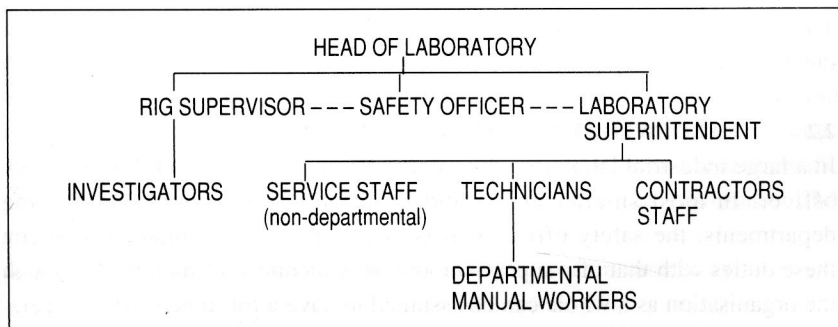 HEAD OF LABORATORY
RIG SUPERVISOR --- SAFETY OFFICER --- LABORATORY
SUPERINTENDENT
INVESTIGATORS SERVICE STAFF TECHNICIANS CONTRACTORS
(non-departmental) STAFF
DEPARTMENTAL
MANUAL WORKERS